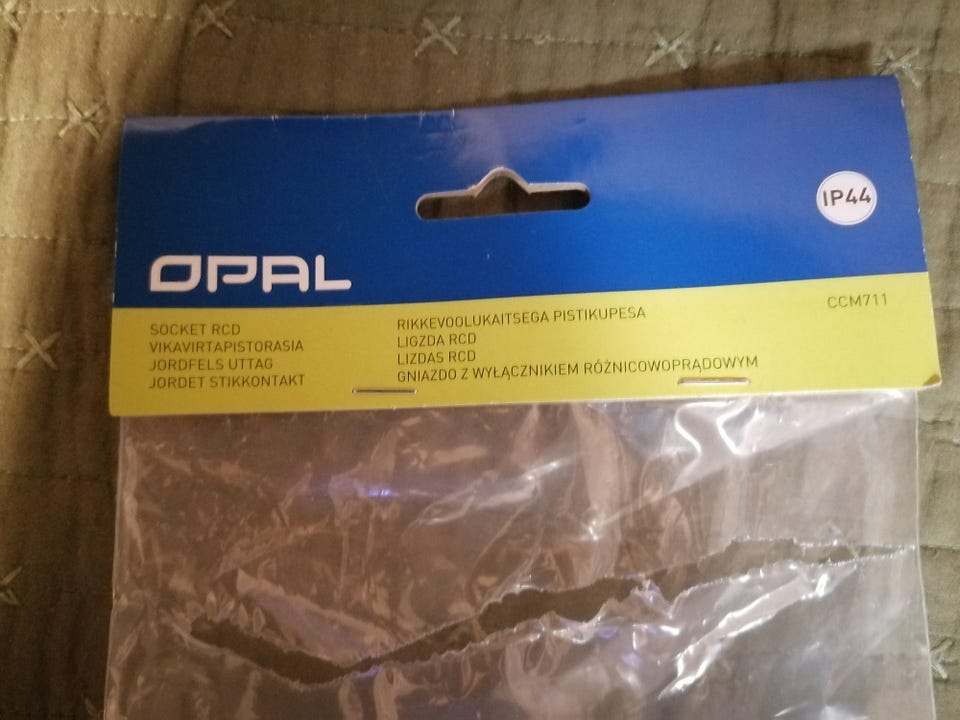 IP44
OPAL
CCM711
SOCKET RCD
VIKAVIRTAPISTORASIA
JORDFELS UTTAG
JORDET STIKKONTAKT
RIKKEVOOLUKAITSEGA PISTIKUPESA
LIGZDA RCD
LIZDAS RCD
GNIAZDO Z WYŁĄCZNIKIEM RÓŻNICOWOPRĄDOWYM